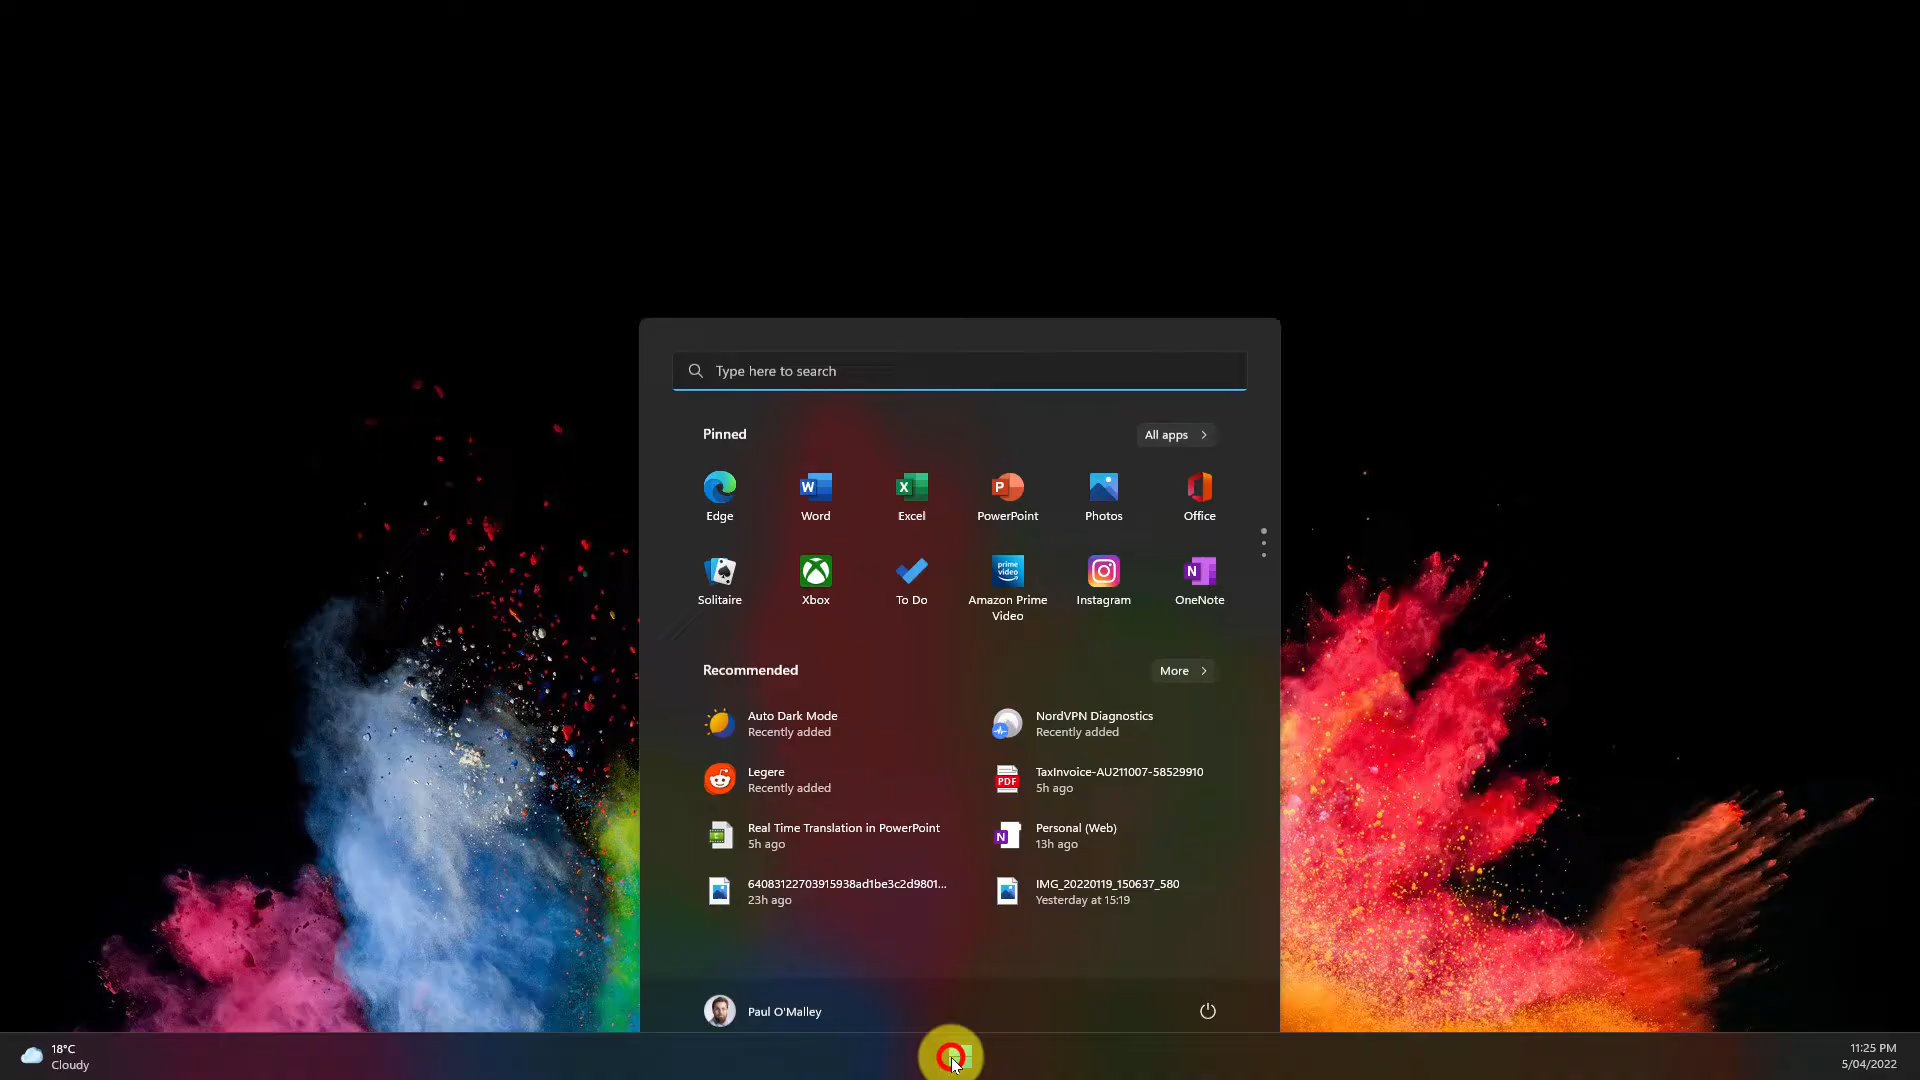 Type here to search
Pinned
All apps
Edge
Word
Excel
PowerPoint
Photos
Office
Solitaire
Xbox
To Do
Amazon Prime
Video
Instagram
OneNote
Recommended
More
Auto Dark Mode
Recently added
NordVPN Diagnostics
Recently added
Legere
Recently added
TaxInvoice-AU211007-58529910
5h ago
Real Time Translation in PowerPoint
5h ago
Personal (Web)
13h ago
64083122703915938ad1be3c2d9801...
23h ago
IMG_20220119_150637_580
Yesterday at 15:19
Paul O'Malley
18°C
Cloudy
11:25 PM
5/04/2022